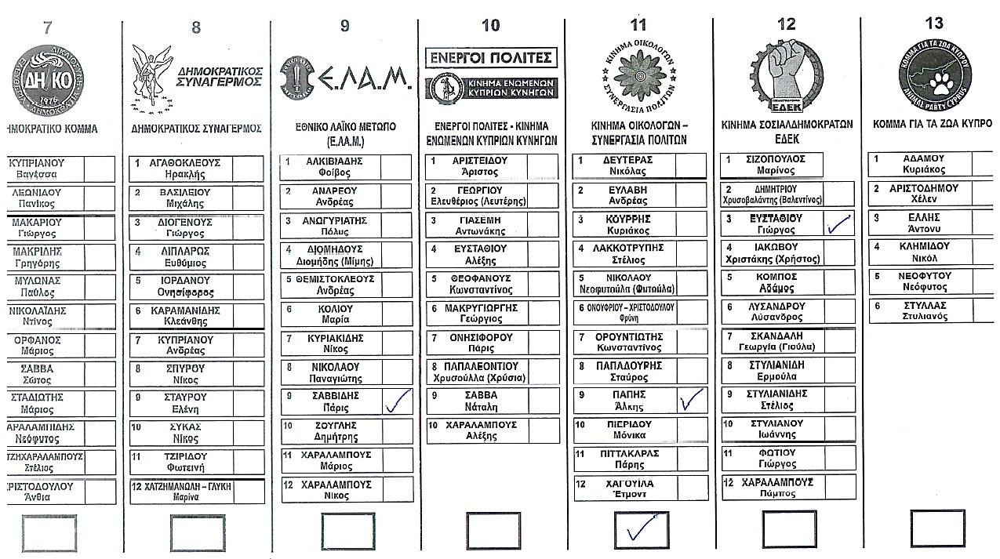 7
ΔΗΚΟ
1976
ΔΗΜΟΚΡΑΤΙΚΟ ΚΟΜΜΑ
ΚΥΠΡΙΑΝΟΥ
Βανέσσα
ΛΕΩΝΙΔΟΥ
Πανίκος
ΜΑΚΑΡΙΟΥ
Γιώργος
ΜΑΚΡΙΔΗΣ
Γρηγόρης
ΜΥΛΩΝΑΣ
Παύλος
ΝΙΚΟΛΑΪΔΗΣ
Ντίνος
ΟΡΦΑΝΟΣ
Μάριος
ΣΑΒΒΑ
Σώτος
ΣΤΑΔΙΩΤΗΣ
Μάριος
ΑΡΑΛΑΜΠΙΔΗΣ
Νεόφυτος
ΤΖΗΧΑΡΑΛΑΜΠΟΥΣ
Στέλιος
ΡΙΣΤΟΔΟΥΛΟΥ
Άνθια
8
ΔΗΜΟΚΡΑΤΙΚΟΣ
ΣΥΝΑΓΕΡΜΟΣ
ΔΗΜΟΚΡΑΤΙΚΟΣ ΣΥΝΑΓΕΡΜΟΣ
1 ΑΓΑΘΟΚΛΕΟΥΣ
Ηρακλής
2 ΒΑΣΙΛΕΙΟΥ
Μιχάλης
3 ΔΙΟΓΕΝΟΥΣ
Γιώργος
4 ΔΙΠΛΑΡΟΣ
Ευθύμιος
5 ΙΟΡΔΑΝΟΥ
Ονησίφορος
6 ΚΑΡΑΜΑΝΙΔΗΣ
Κλεάνθης
7 ΚΥΠΡΙΑΝΟΥ
Ανδρέας
8 ΣΠΥΡΟΥ
Νίκος
9 ΣΤΑΥΡΟΥ
Ελένη
10 ΣΥΚΑΣ
Νίκος
11 ΤΣΙΡΙΔΟΥ
Φωτεινή
12 ΧΑΤΖΗΜΑΝΩΛΗ – ΓΛΥΚΗ
Μαρίνα
9
Ε.ΛΑ.Μ.
ΕΘΝΙΚΟ ΛΑΪΚΟ ΜΕΤΩΠΟ
(Ε.ΛΑ.Μ.)
1 ΑΛΚΙΒΙΑΔΗΣ
Φοίβος
2 ΑΝΔΡΕΟΥ
Ανδρέας
3 ΑΝΩΓΥΡΙΑΤΗΣ
Πόλυς
4 ΔΙΟΜΗΔΟΥΣ
Διομήδης (Μίμης)
5 ΘΕΜΙΣΤΟΚΛΕΟΥΣ
Ανδρέας
6 ΚΟΛΙΟΥ
Μαρία
7 ΚΥΡΙΑΚΙΔΗΣ
Νίκος
8 ΝΙΚΟΛΑΟΥ
Παναγιώτης
9 ΣΑΒΒΙΔΗΣ
Πάρις
10 ΣΟΥΓΛΗΣ
Δημήτρης
11 ΧΑΡΑΛΑΜΠΟΥΣ
Μάριος
12 ΧΑΡΑΛΑΜΠΟΥΣ
Νίκος
10
ΕΝΕΡΓΟΙ ΠΟΛΙΤΕΣ
ΚΙΝΗΜΑ ΕΝΩΜΕΝΩΝ
ΚΥΠΡΙΩΝ ΚΥΝΗΓΩΝ
ΕΝΕΡΓΟΙ ΠΟΛΙΤΕΣ - ΚΙΝΗΜΑ
ΕΝΩΜΕΝΩΝ ΚΥΠΡΙΩΝ ΚΥΝΗΓΩΝ
1 ΑΡΙΣΤΕΙΔΟΥ
Άριστος
2 ΓΕΩΡΓΙΟΥ
Ελευθέριος (Λευτέρης)
3 ΓΙΑΣΕΜΗ
Αντωνάκης
4 ΕΥΣΤΑΘΙΟΥ
Αλέξης
5 ΘΕΟΦΑΝΟΥΣ
Κωνσταντίνος
6 ΜΑΚΡΥΓΙΩΡΓΗΣ
Γεώργιος
7 ΟΝΗΣΙΦΟΡΟΥ
Πάρις
8 ΠΑΠΑΛΕΟΝΤΙΟΥ
Χρυσούλλα (Χρύσια)
9 ΣΑΒΒΑ
Νάταλη
10 ΧΑΡΑΛΑΜΠΟΥΣ
Αλέξης
11
ΚΙΝΗΜΑ ΟΙΚΟΛΟΓΩΝ
ΣΥΝΕΡΓΑΣΙΑ ΠΟΛΙΤΩΝ
ΚΙΝΗΜΑ ΟΙΚΟΛΟΓΩΝ –
ΣΥΝΕΡΓΑΣΙΑ ΠΟΛΙΤΩΝ
1 ΔΕΥΤΕΡΑΣ
Νικόλας
2 ΕΥΛΑΒΗ
Ανδρέας
3 ΚΟΥΡΡΗΣ
Κυριάκος
4 ΛΑΚΚΟΤΡΥΠΗΣ
Στέλιος
5 ΝΙΚΟΛΑΟΥ
Νεοφυτούλα (Φυτούλα)
6 ΟΝΟΥΦΡΙΟΥ – ΧΡΙΣΤΟΔΟΥΛΟΥ
Φρύνη
7 ΟΡΟΥΝΤΙΩΤΗΣ
Κωνσταντίνος
8 ΠΑΠΑΔΟΥΡΗΣ
Σταύρος
9 ΠΑΠΗΣ
Άλκης
10 ΠΙΕΡΙΔΟΥ
Μόνικα
11 ΠΙΤΤΑΚΑΡΑΣ
Πάρης
12 ΧΑΓΟΥΪΛΑ
Έτμοντ
12
ΕΔΕΚ
ΚΙΝΗΜΑ ΣΟΣΙΑΛΔΗΜΟΚΡΑΤΩΝ
ΕΔΕΚ
1 ΣΙΖΟΠΟΥΛΟΣ
Μαρίνος
2 ΔΗΜΗΤΡΙΟΥ
Χρυσοβαλάντης (Βαλεντίνος)
3 ΕΥΣΤΑΘΙΟΥ
Γιώργος
4 ΙΑΚΩΒΟΥ
Χριστάκης (Χρήστος)
5 ΚΟΜΠΟΣ
Αδάμος
6 ΛΥΣΑΝΔΡΟΥ
Λύσανδρος
7 ΣΚΑΝΔΑΛΗ
Γεωργία (Γιούλα)
8 ΣΤΥΛΙΑΝΙΔΗ
Ερμούλα
9 ΣΤΥΛΙΑΝΙΔΗΣ
Στέλιος
10 ΣΤΥΛΙΑΝΟΥ
Ιωάννης
11 ΦΩΤΙΟΥ
Γιώργος
12 ΧΑΡΑΛΑΜΠΟΥΣ
Πάμπος
13
ΚΟΜΜΑ ΓΙΑ ΤΑ ΖΩΑ ΚΥΠΡΟΥ
ANIMAL PARTY CYPRUS
ΚΟΜΜΑ ΓΙΑ ΤΑ ΖΩΑ ΚΥΠΡΟ
1 ΑΔΑΜΟΥ
Κυριάκος
2 ΑΡΙΣΤΟΔΗΜΟΥ
Χέλεν
3 ΕΛΛΗΣ
Άντονυ
4 ΚΛΗΜΙΔΟΥ
Νικόλ
5 ΝΕΟΦΥΤΟΥ
Νεόφυτος
6 ΣΤΥΛΛΑΣ
Στυλιανός